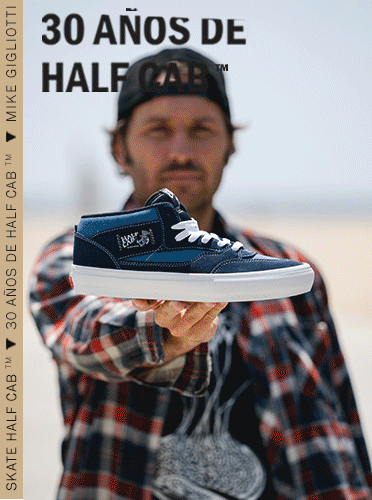 30 AÑOS DE
HALF CAB™
SKATE HALF CAB™ ▼ 30 AÑOS DE HALF CAB™ ▼ MIKE GIGLIOTTI